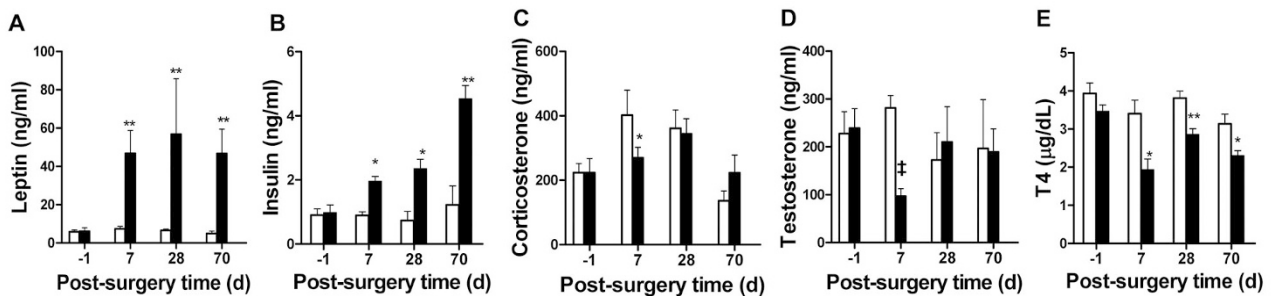 A
Leptin (ng/ml)
100
80
60
40
20
0
**
**
**
-1 7 28 70
Post-surgery time (d)
B
Insulin (ng/ml)
6
4
2
0
*
*
**
-1 7 28 70
Post-surgery time (d)
C
Corticosterone (ng/ml)
600
400
200
0
*
-1 7 28 70
Post-surgery time (d)
D
Testosterone (ng/ml)
400
300
200
100
0
‡
-1 7 28 70
Post-surgery time (d)
E
T4 (µg/dL)
5
4
3
2
1
0
*
**
*
-1 7 28 70
Post-surgery time (d)